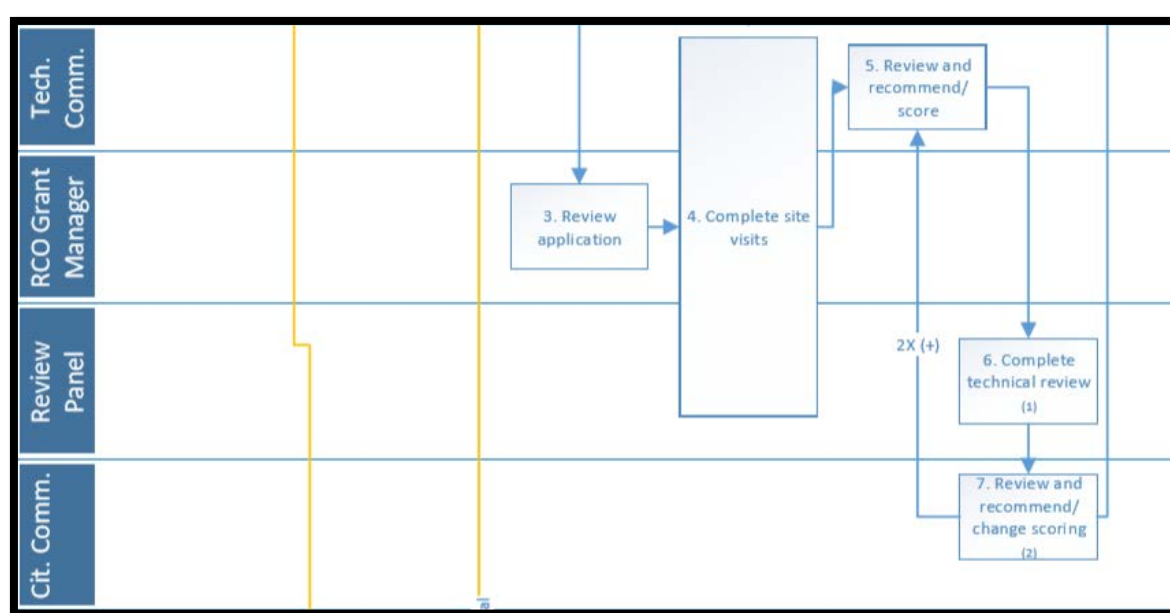 Tech.
Comm.
RCO Grant
Manager
Review
Panel
Cit. Comm.
3. Review
application
4. Complete site
visits
5. Review and
recommend/
score
2X (+)
6. Complete
technical review
(1)
7. Review and
recommend/
change scoring
(2)
al